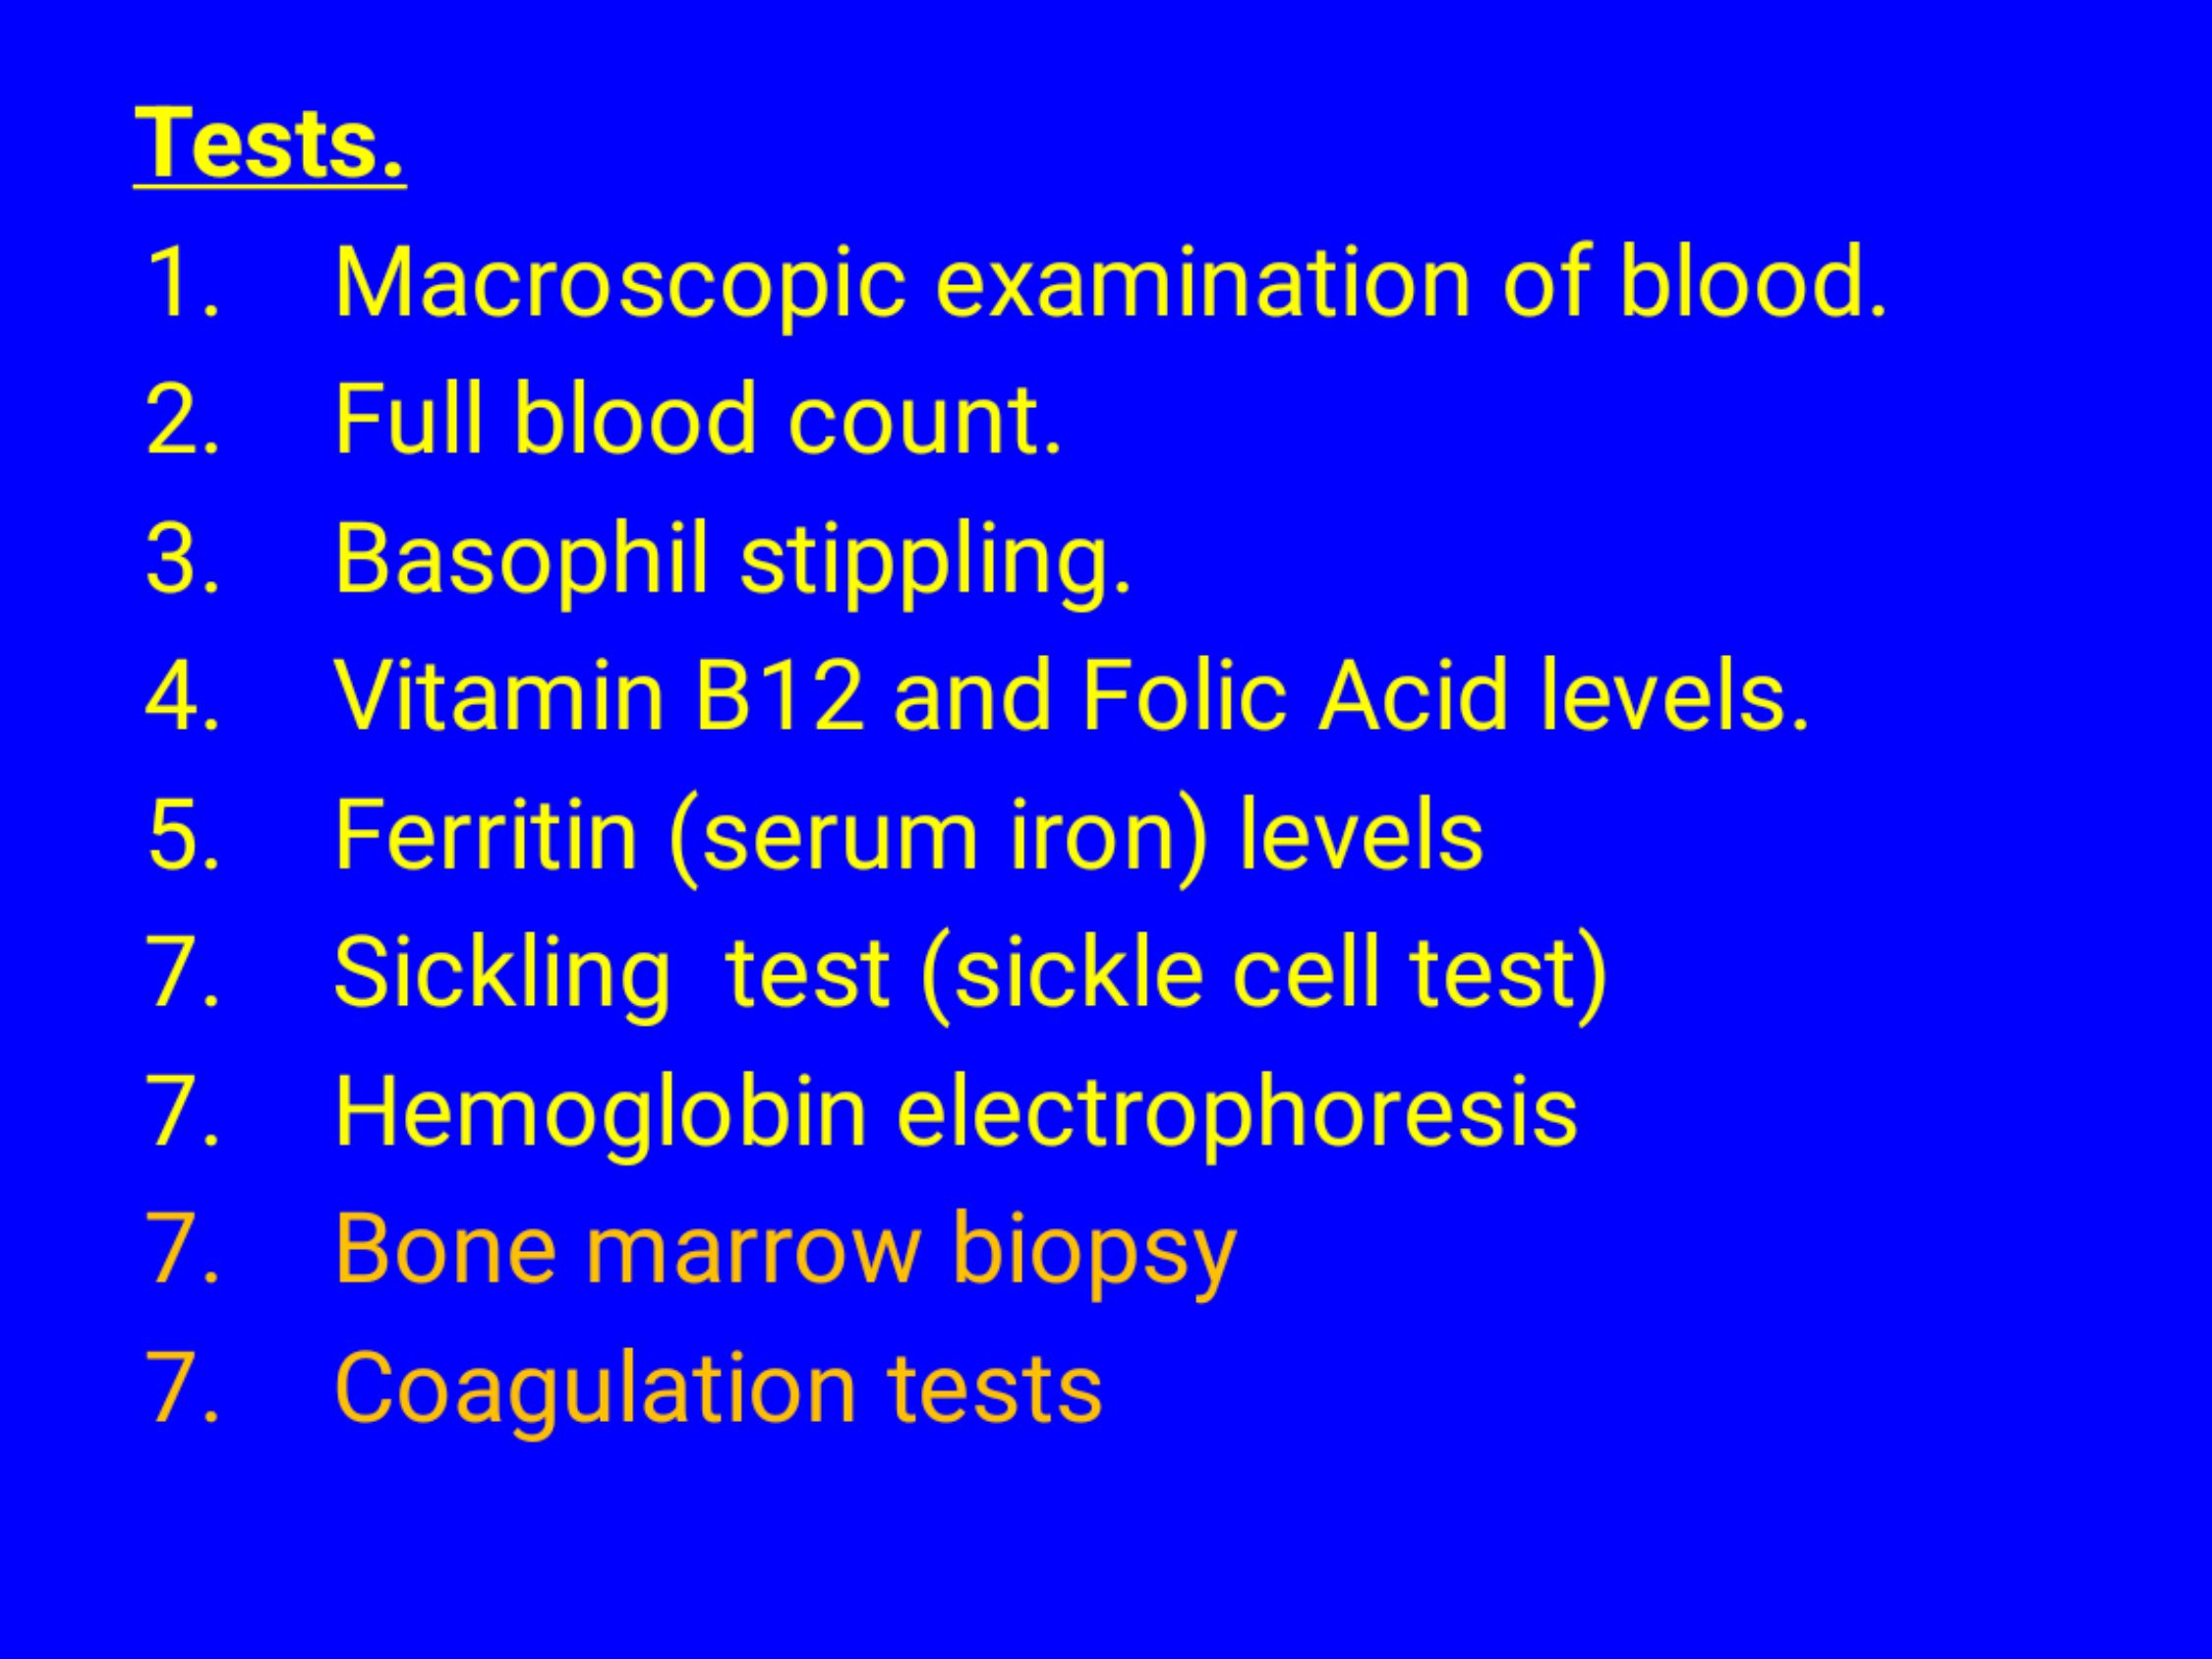 Tests.
1. Macroscopic examination of blood.
2. Full blood count.
3. Basophil stippling.
4. Vitamin B12 and Folic Acid levels.
5. Ferritin (serum iron) levels
7. Sickling  test (sickle cell test)
7. Hemoglobin electrophoresis
7. Bone marrow biopsy
7. Coagulation tests